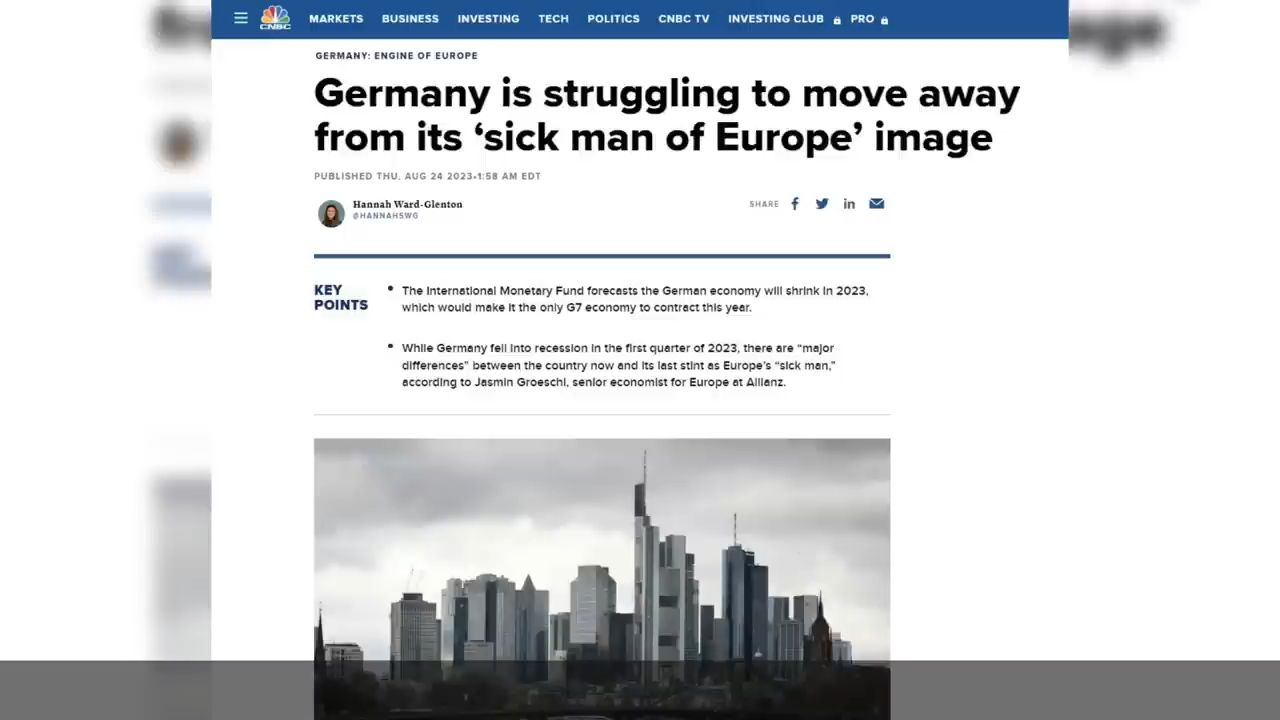 CNBC
MARKETS BUSINESS INVESTING TECH POLITICS CNBC TV INVESTING CLUB PRO
GERMANY: ENGINE OF EUROPE
Germany is struggling to move away
from its ‘sick man of Europe’ image
PUBLISHED THU, AUG 24 2023•1:58 AM EDT
Hannah Ward-Glenton
@HANNAHSWG
SHARE
KEY
POINTS
The International Monetary Fund forecasts the German economy will shrink in 2023,
which would make it the only G7 economy to contract this year.
While Germany fell into recession in the first quarter of 2023, there are “major
differences” between the country now and its last stint as Europe’s “sick man,”
according to Jasmin Groeschl, senior economist for Europe at Allianz.